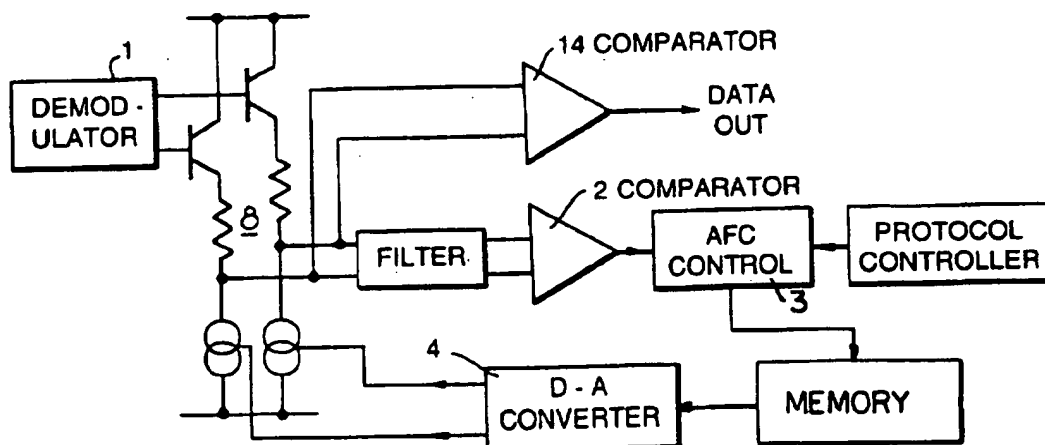 1
DEMOD-
ULATOR
8
14 COMPARATOR
DATA
OUT
2 COMPARATOR
FILTER
AFC
CONTROL
3
PROTOCOL
CONTROLLER
4
D-A
CONVERTER
MEMORY